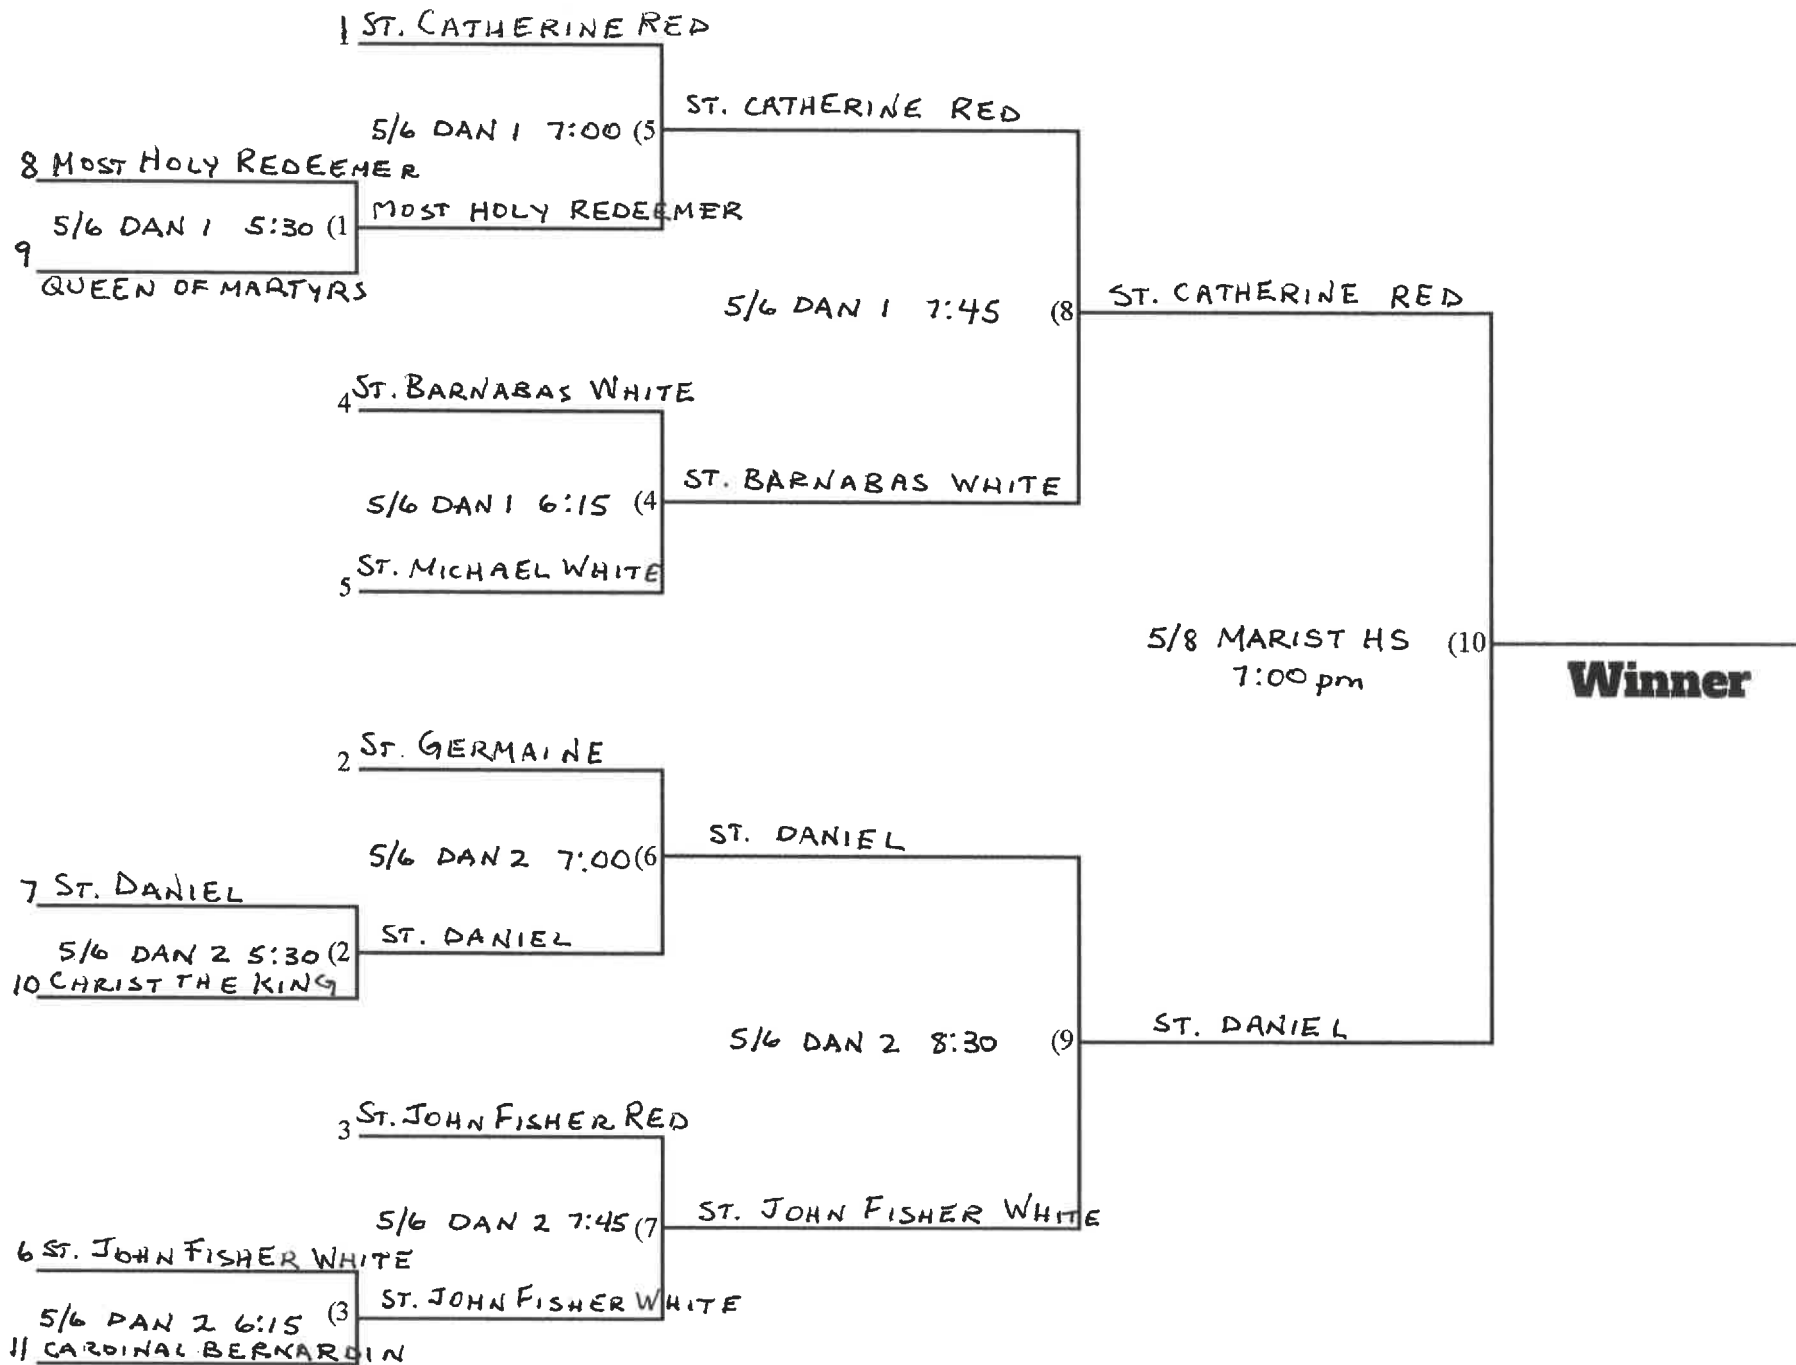 1 ST. CATHERINE RED
5/6 DAN 1 7:00 (5
ST. CATHERINE RED
8 MOST HOLY REDEEMER
5/6 DAN 1 5:30 (1
MOST HOLY REDEEMER
9
QUEEN OF MARTYRS
5/6 DAN 1 7:45 (8
ST. CATHERINE RED
4 ST. BARNABAS WHITE
5/6 DAN 1 6:15 (4
ST. BARNABAS WHITE
5 ST. MICHAEL WHITE
5/8 MARIST HS (10
7:00 pm
Winner
2 ST. GERMAINE
5/6 DAN 2 7:00 (6
ST. DANIEL
7 ST. DANIEL
5/6 DAN 2 5:30 (2
ST. DANIEL
10 CHRIST THE KING
5/6 DAN 2 8:30 (9
ST. DANIEL
3 ST. JOHN FISHER RED
5/6 DAN 2 7:45 (7
ST. JOHN FISHER WHITE
6 ST. JOHN FISHER WHITE
5/6 DAN 2 6:15 (3
ST. JOHN FISHER WHITE
11 CARDINAL BERNARDIN